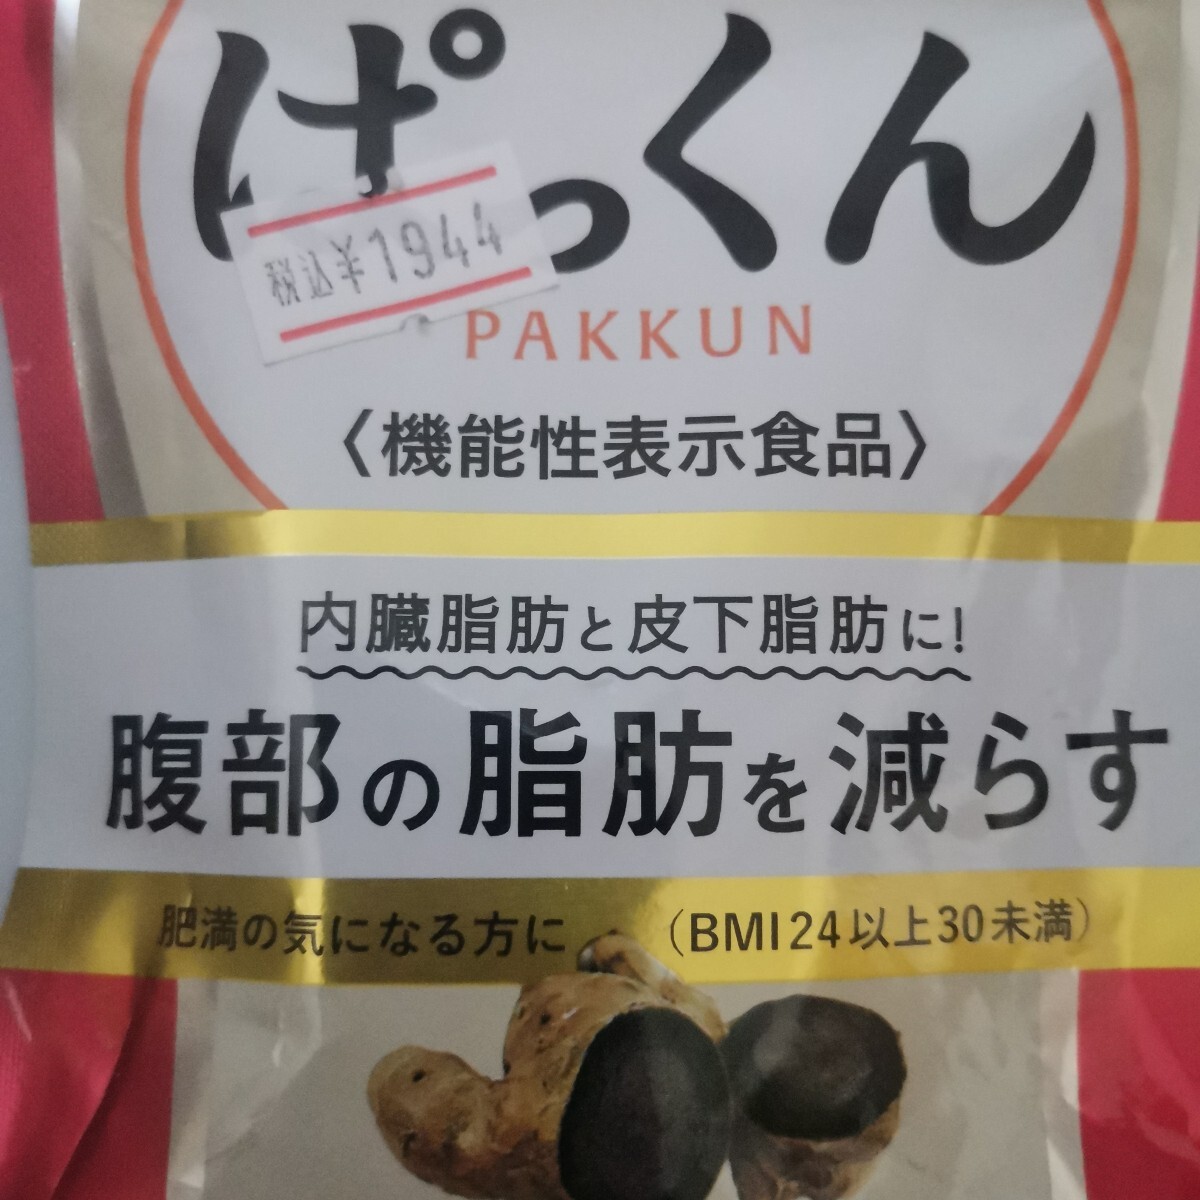 ぱっくん
税込¥1944
PAKKUN
〈機能性表示食品〉
内臓脂肪と皮下脂肪に!
腹部の脂肪を減らす
肥満の気になる方に (BMI24以上30未満)